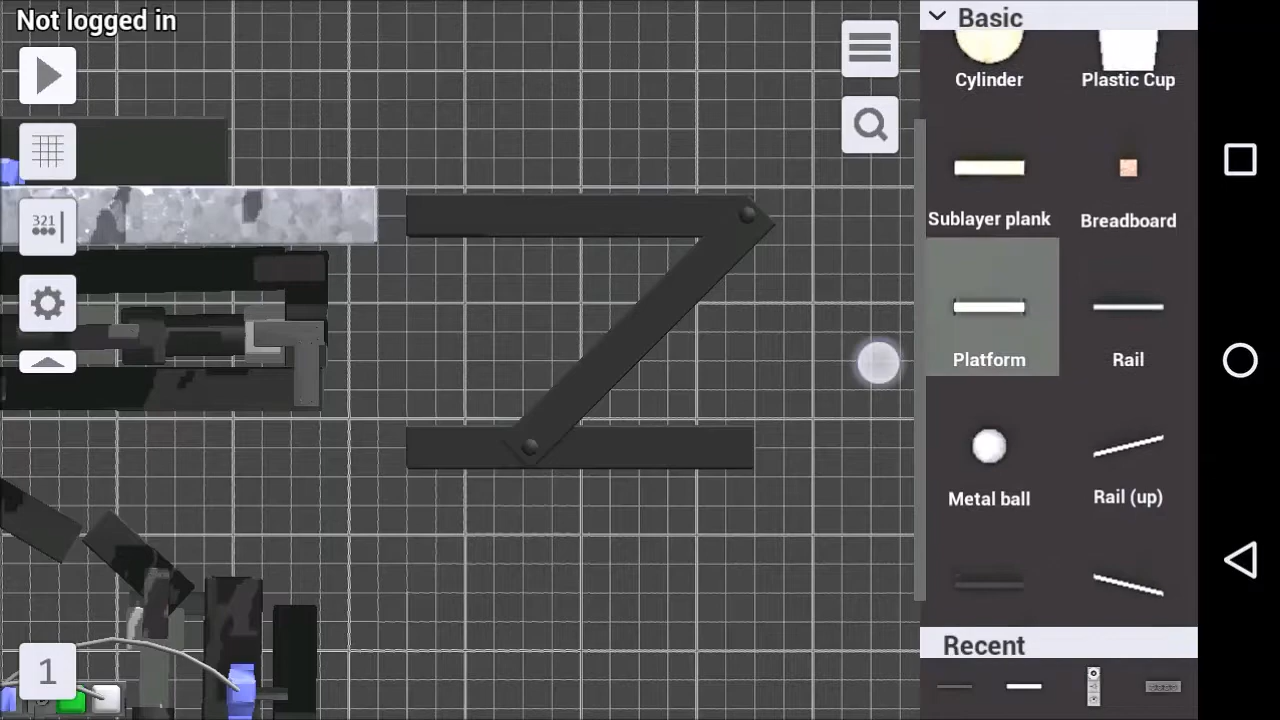 Not logged in
Basic
Cylinder
Plastic Cup
321
Sublayer plank
Breadboard
Platform
Rail
Metal ball
Rail (up)
Recent
1